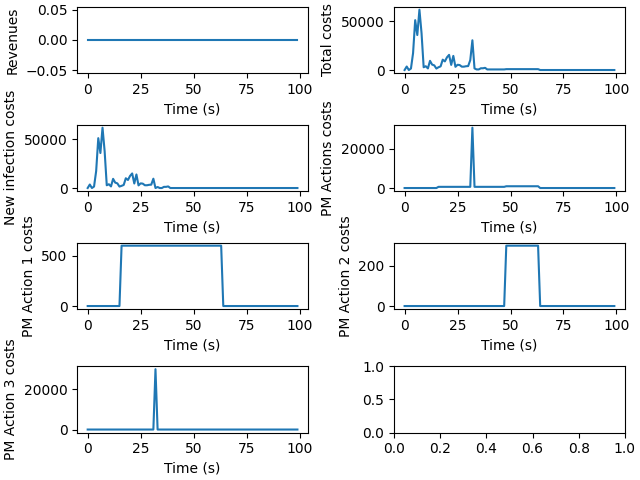 Revenues
0.05
0.00
−0.05
0 25 50 75 100
Time (s)
Total costs
50000
0
0 25 50 75 100
Time (s)
New infection costs
50000
0
0 25 50 75 100
Time (s)
PM Actions costs
20000
0
0 25 50 75 100
Time (s)
PM Action 1 costs
500
0
0 25 50 75 100
Time (s)
PM Action 2 costs
200
0
0 25 50 75 100
Time (s)
PM Action 3 costs
20000
0
0 25 50 75 100
Time (s)
1.0
0.5
0.0
0.0 0.2 0.4 0.6 0.8 1.0